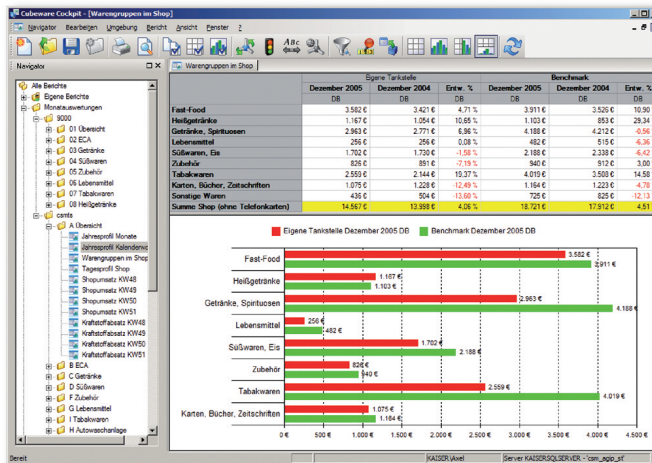 Cubeware Cockpit - [Warengruppen im Shop]
Navigator Bearbeiten Umgebung Bericht Ansicht Fenster ?
Navigator
Warengruppen im Shop
Alle Berichte
Eigene Berichte
Monatauswertungen
9000
01 Übersicht
02 ECA
03 Getränke
04 Süßwaren
05 Zubehör
06 Lebensmittel
07 Tabakwaren
08 Heißgetränke
csmts
A Übersicht
Jahresprofil Monate
Jahresprofil Kalenderwo
Warengruppen im Shop
Tagesprofil Shop
Shopumsatz KW48
Shopumsatz KW49
Shopumsatz KW50
Shopumsatz KW51
Kraftstoffabsatz KW48
Kraftstoffabsatz KW49
Kraftstoffabsatz KW50
Kraftstoffabsatz KW51
B ECA
C Getränke
D Süßwaren
F Zubehör
G Lebensmittel
I Tabakwaren
H Autowaschanlage
Eigene Tankstelle Benchmark
Dezember 2005 Dezember 2004 Entw. % Dezember 2005 Dezember 2004 Entw. %
DB DB DB DB DB DB
Fast-Food 3.582 € 3.421 € 4,71 % 3.911 € 3.526 € 10,90
Heißgetränke 1.167 € 1.054 € 10,65 % 1.103 € 853 € 29,34
Getränke, Spirituosen 2.963 € 2.771 € 6,96 % 4.188 € 4.212 € -0,56
Lebensmittel 256 € 256 € 0,08 % 482 € 515 € -6,36
Süßwaren, Eis 1.702 € 1.730 € -1,58 % 2.188 € 2.338 € -6,42
Zubehör 826 € 891 € -7,19 % 940 € 912 € 3,00
Tabakwaren 2.559 € 2.144 € 19,37 % 4.019 € 3.508 € 14,58
Karten, Bücher, Zeitschriften 1.075 € 1.228 € -12,49 % 1.164 € 1.223 € -4,78
Sonstige Waren 436 € 504 € -13,60 % 725 € 825 € -12,13
Summe Shop (ohne Telefonkarten) 14.567 € 13.998 € 4,06 % 18.721 € 17.912 € 4,51
Eigene Tankstelle Dezember 2005 DB Benchmark Dezember 2005 DB
Fast-Food 3.582 €
3.911 €
Heißgetränke 1.167 €
1.103 €
Getränke, Spirituosen 2.963 €
4.188 €
Lebensmittel 256 €
482 €
Süßwaren, Eis 1.702 €
2.188 €
Zubehör 826 €
940 €
Tabakwaren 2.559 €
4.019 €
Karten, Bücher, Zeitschriften 1.075 €
1.164 €
0 € 500 € 1.000 € 1.500 € 2.000 € 2.500 € 3.000 € 3.500 € 4.000 € 4.500 €
Bereit KAISER\Axel Server KAISERSQLSERVER - 'csm_agip_st'